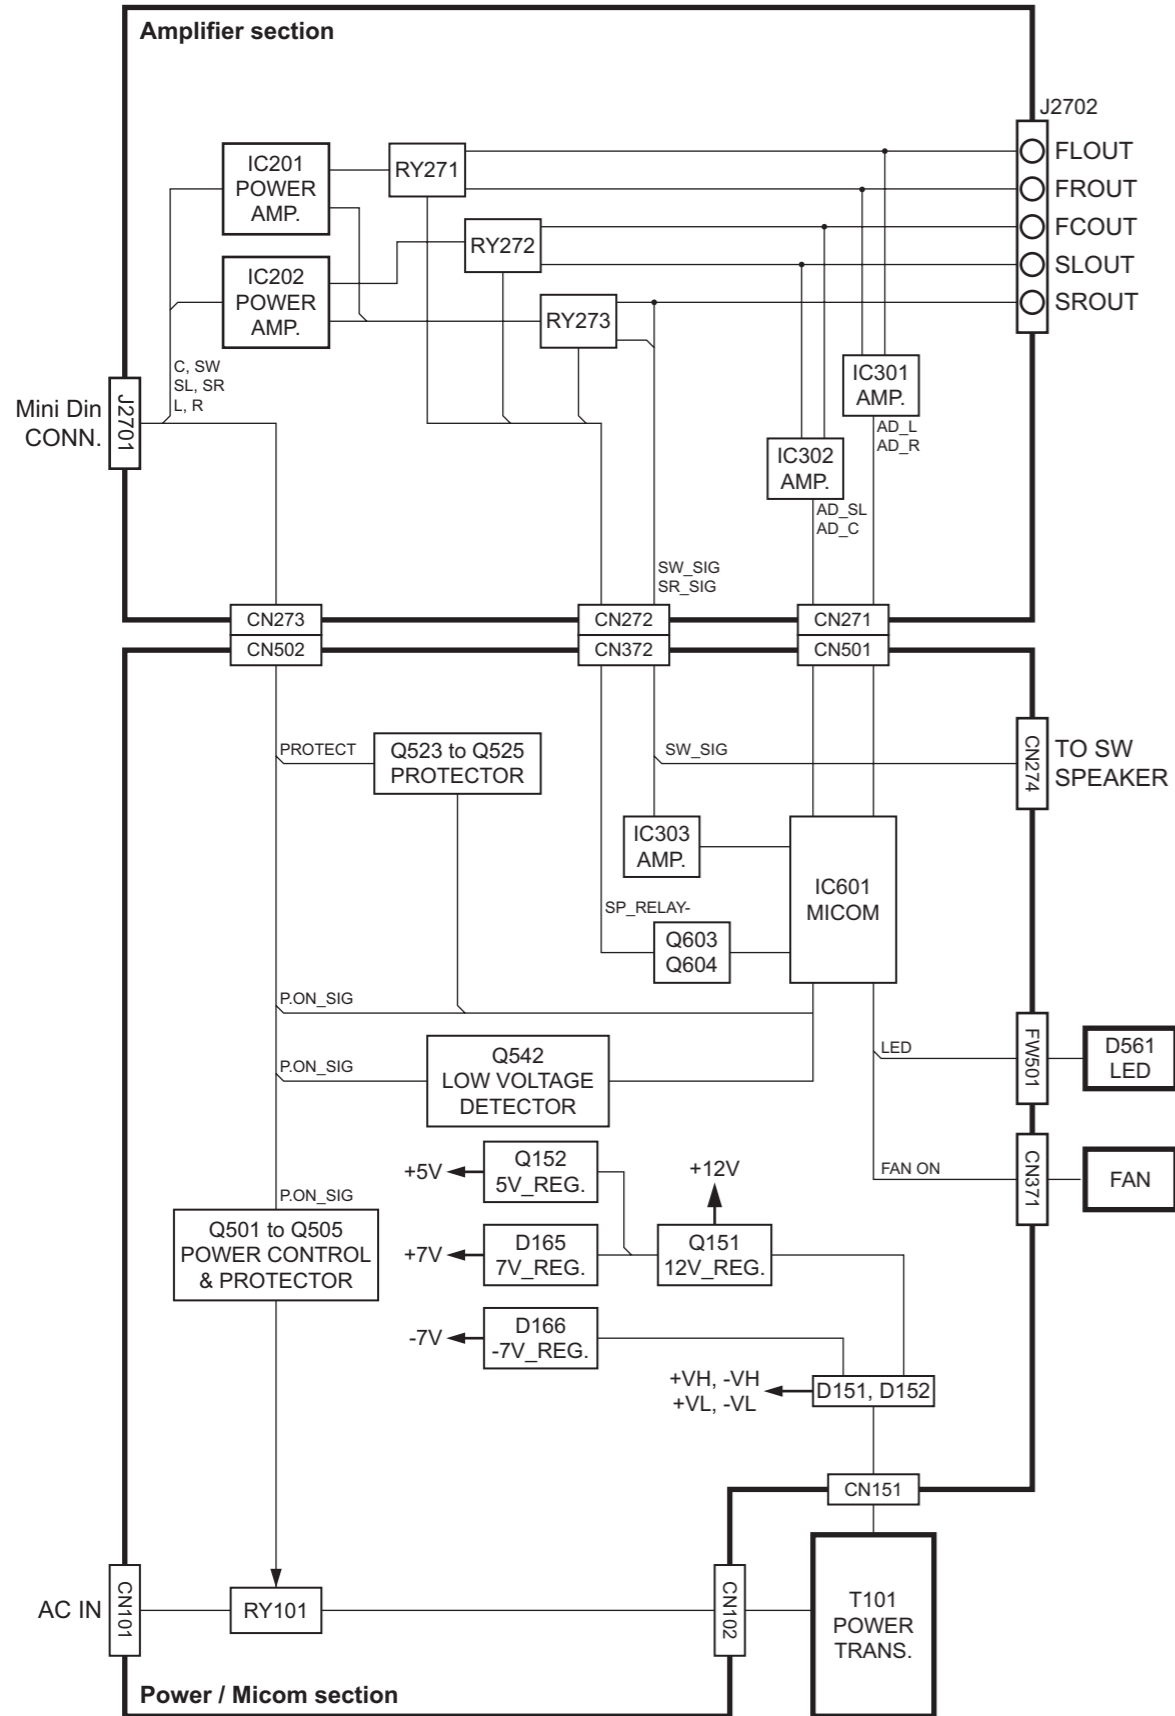 Amplifier section
J2702
IC201
POWER
AMP.
RY271
FLOUT
FROUT
FCOUT
SLOUT
SROUT
RY272
IC202
POWER
AMP.
RY273
C, SW
SL, SR
L, R
Mini Din
CONN.
J2701
IC301
AMP.
AD_L
AD_R
IC302
AMP.
AD_SL
AD_C
SW_SIG
SR_SIG
CN273
CN272
CN271
CN502
CN372
CN501
PROTECT
Q523 to Q525
PROTECTOR
SW_SIG
CN274
TO SW
SPEAKER
IC303
AMP.
IC601
MICOM
SP_RELAY-
Q603
Q604
P.ON_SIG
P.ON_SIG
Q542
LOW VOLTAGE
DETECTOR
LED
FW501
D561
LED
+5V
Q152
5V_REG.
+12V
FAN ON
CN371
FAN
P.ON_SIG
Q501 to Q505
POWER CONTROL
& PROTECTOR
+7V
D165
7V_REG.
Q151
12V_REG.
-7V
D166
-7V_REG.
+VH, -VH
+VL, -VL
D151, D152
CN151
AC IN
CN101
RY101
CN102
T101
POWER
TRANS.
Power / Micom section